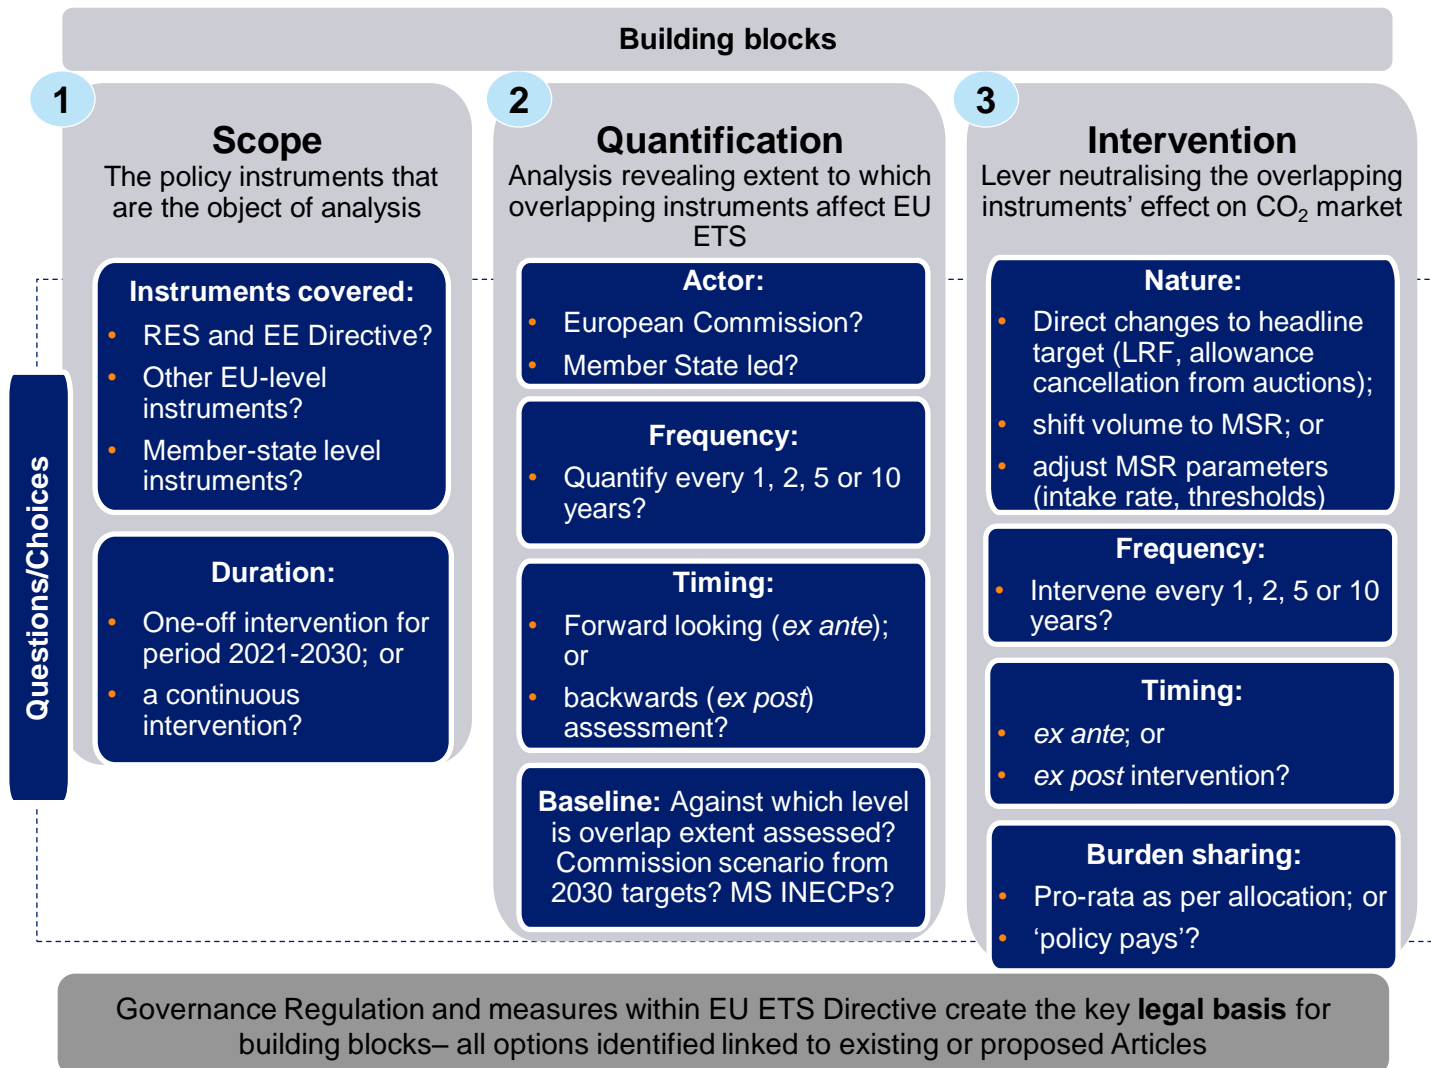 Building blocks
1
Scope
The policy instruments that
are the object of analysis
Instruments covered:
• RES and EE Directive?
• Other EU-level
instruments?
• Member-state level
instruments?
Duration:
• One-off intervention for
period 2021-2030; or
• a continuous
intervention?
2
Quantification
Analysis revealing extent to which
overlapping instruments affect EU
ETS
Actor:
• European Commission?
• Member State led?
Frequency:
• Quantify every 1, 2, 5 or 10
years?
Timing:
• Forward looking (ex ante);
or
• backwards (ex post)
assessment?
Baseline: Against which level
is overlap extent assessed?
Commission scenario from
2030 targets? MS INECPs?
3
Intervention
Lever neutralising the overlapping
instruments’ effect on CO₂ market
Nature:
• Direct changes to headline
target (LRF, allowance
cancellation from auctions);
• shift volume to MSR; or
• adjust MSR parameters
(intake rate, thresholds)
Frequency:
• Intervene every 1, 2, 5 or 10
years?
Timing:
• ex ante; or
• ex post intervention?
Burden sharing:
• Pro-rata as per allocation; or
• ‘policy pays’?
Questions/Choices
Governance Regulation and measures within EU ETS Directive create the key legal basis for
building blocks– all options identified linked to existing or proposed Articles